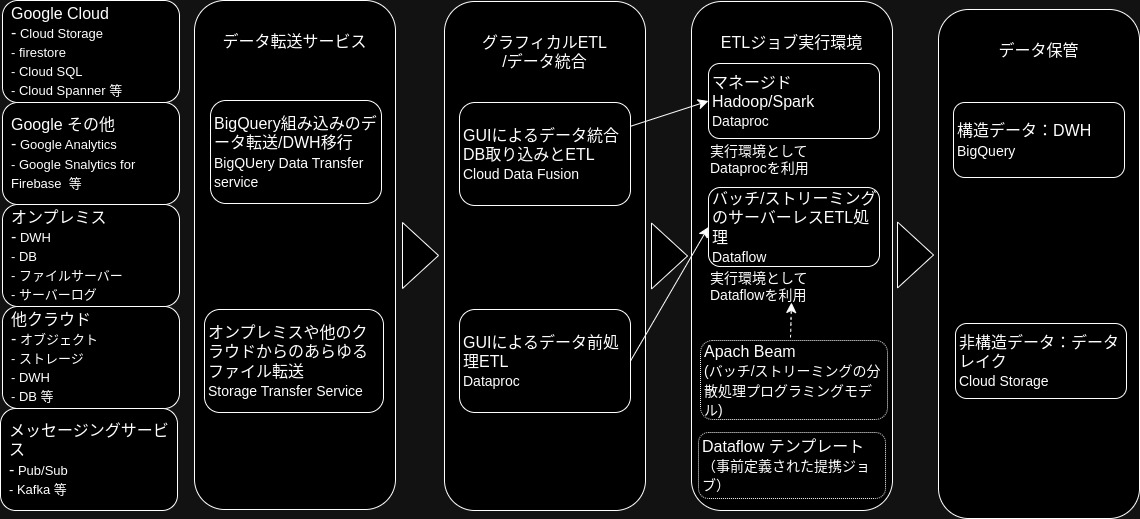 Google Cloud
- Cloud Storage
- firestore
- Cloud SQL
- Cloud Spanner 等
Google その他
- Google Analytics
- Google Snalytics for
Firebase 等
オンプレミス
- DWH
- DB
- ファイルサーバー
- サーバーログ
他クラウド
- オブジェクト
- ストレージ
- DWH
- DB 等
メッセージングサービ
ス
- Pub/Sub
- Kafka 等
データ転送サービス
BigQuery組み込みのデ
ータ転送/DWH移行
BigQUery Data Transfer
service
オンプレミスや他のク
ラウドからのあらゆる
ファイル転送
Storage Transfer Service
グラフィカルETL
/データ統合
GUIによるデータ統合
DB取り込みとETL
Cloud Data Fusion
GUIによるデータ前処
理ETL
Dataproc
ETLジョブ実行環境
マネージド
Hadoop/Spark
Dataproc
実行環境として
Dataprocを利用
バッチ/ストリーミング
のサーバーレスETL処
理
Dataflow
実行環境として
Dataflowを利用
Apach Beam
(バッチ/ストリーミングの分
散処理プログラミングモデ
ル)
Dataflow テンプレート
（事前定義された提携ジョ
ブ）
データ保管
構造データ：DWH
BigQuery
非構造データ：データ
レイク
Cloud Storage